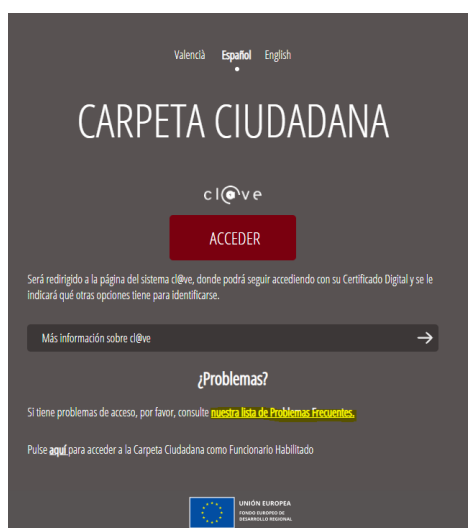 Valencià Español English
CARPETA CIUDADANA
cl@ve
ACCEDER
Será redirigido a la página del sistema cl@ve, donde podrá seguir accediendo con su Certificado Digital y se le
indicará qué otras opciones tiene para identificarse.
Más información sobre cl@ve
¿Problemas?
Si tiene problemas de acceso, por favor, consulte nuestra lista de Problemas Frecuentes.
Pulse aquí para acceder a la Carpeta Ciudadana como Funcionario Habilitado
UNIÓN EUROPEA
FONDO EUROPEO DE
DESARROLLO REGIONAL